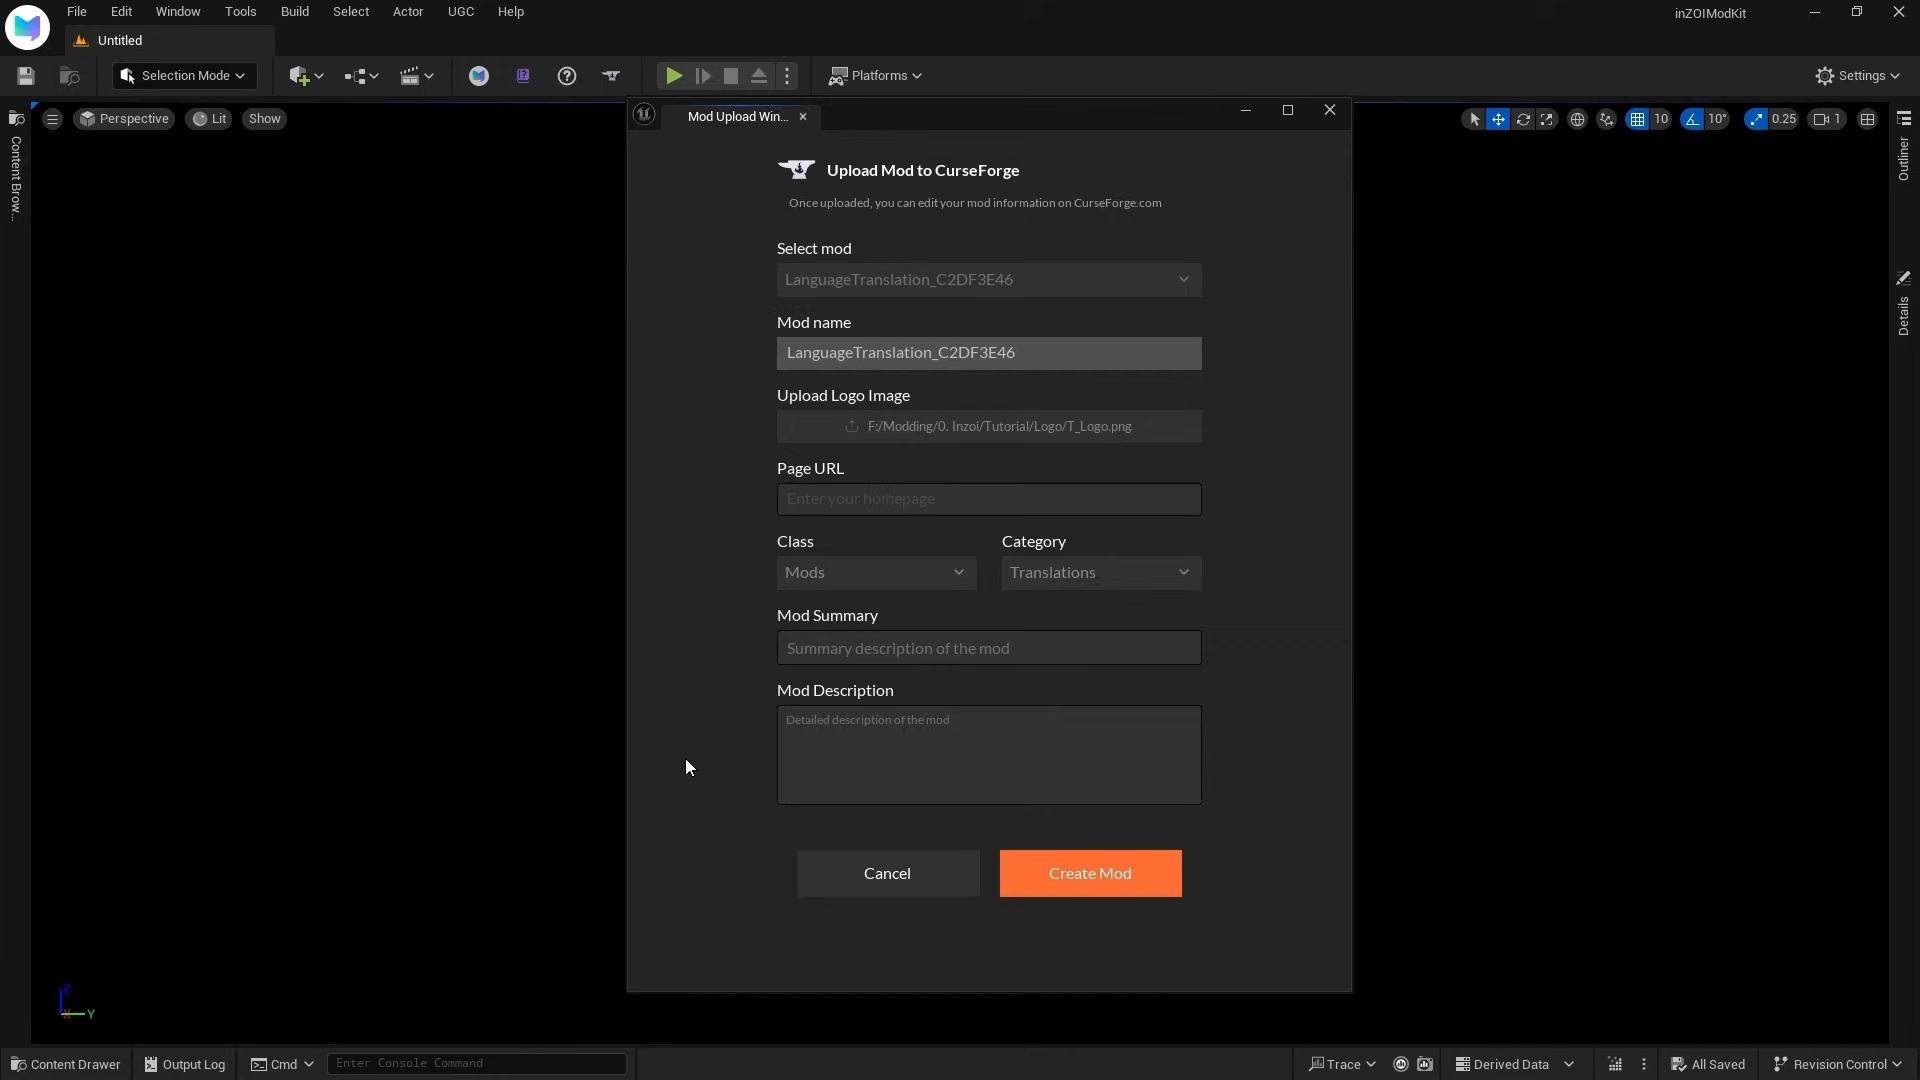 File Edit Window Tools Build Select Actor UGC Help
inZOIModKit
Untitled
Selection Mode
Platforms
Settings
Perspective
Lit
Show
10
10°
0.25
1
Content Brow...
Outliner
Details
Mod Upload Win...
Upload Mod to CurseForge
Once uploaded, you can edit your mod information on CurseForge.com
Select mod
LanguageTranslation_C2DF3E46
Mod name
LanguageTranslation_C2DF3E46
Upload Logo Image
F:/Modding/0. Inzoi/Tutorial/Logo/T_Logo.png
Page URL
Enter your homepage
Class Category
Mods Translations
Mod Summary
Summary description of the mod
Mod Description
Detailed description of the mod
Cancel
Create Mod
Z
X Y
Content Drawer
Output Log
Cmd
Enter Console Command
Trace
Derived Data
All Saved
Revision Control